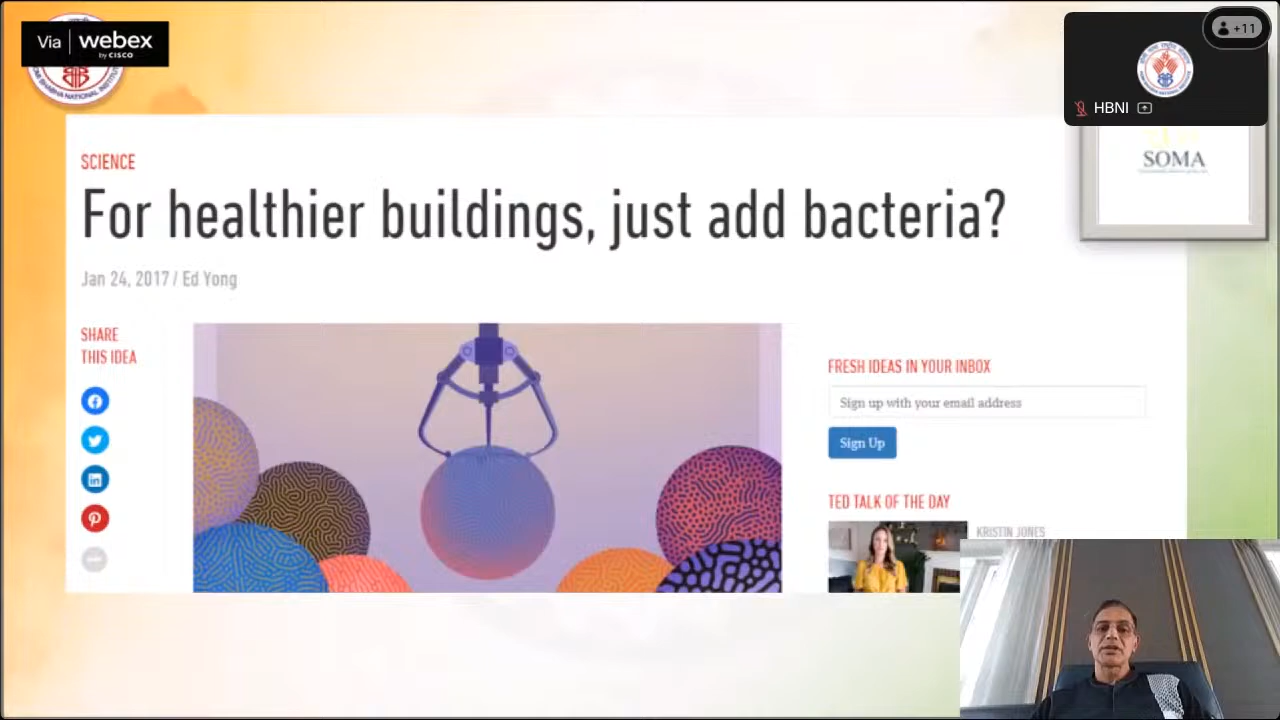 Via webex
by CISCO
+11
HBNI
BHABHA NATIONAL
SOMA
SCIENCE
For healthier buildings, just add bacteria?
Jan 24, 2017 / Ed Yong
SHARE
THIS IDEA
FRESH IDEAS IN YOUR INBOX
Sign up with your email address
Sign Up
TED TALK OF THE DAY
KRISTIN JONES